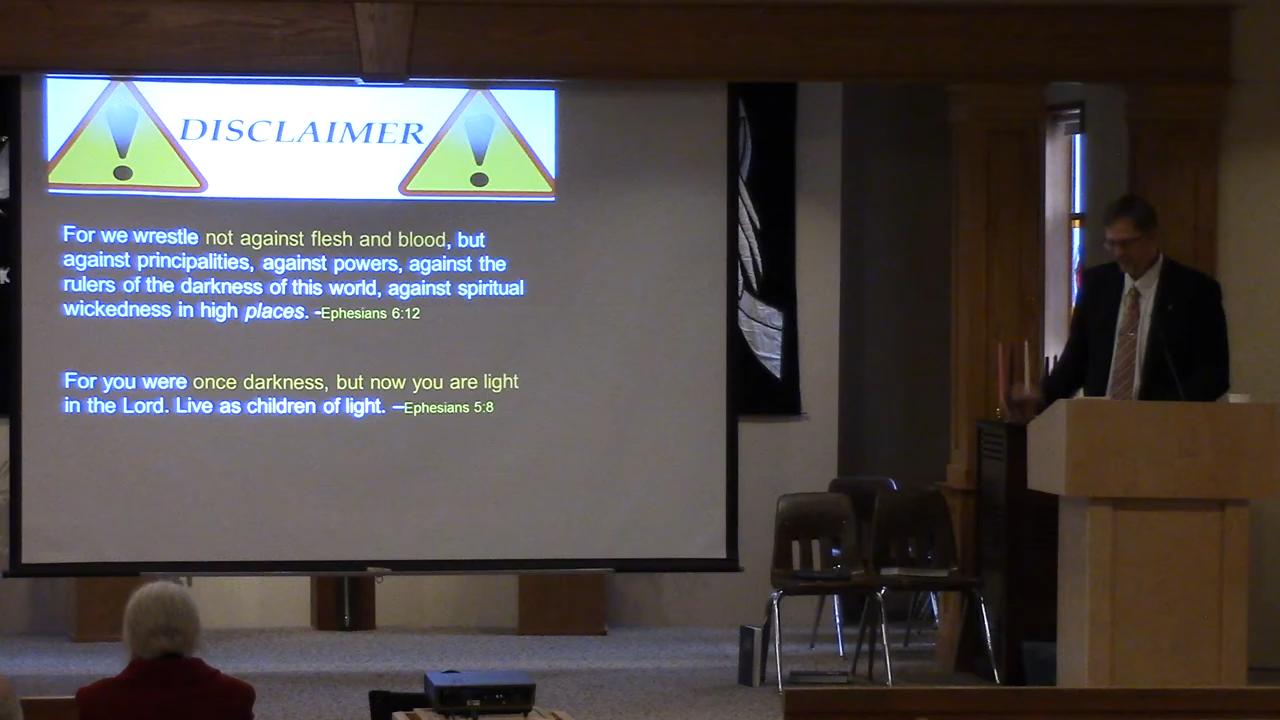 DISCLAIMER
For we wrestle not against flesh and blood, but
against principalities, against powers, against the
rulers of the darkness of this world, against spiritual
wickedness in high places. -Ephesians 6:12
For you were once darkness, but now you are light
in the Lord. Live as children of light. –Ephesians 5:8